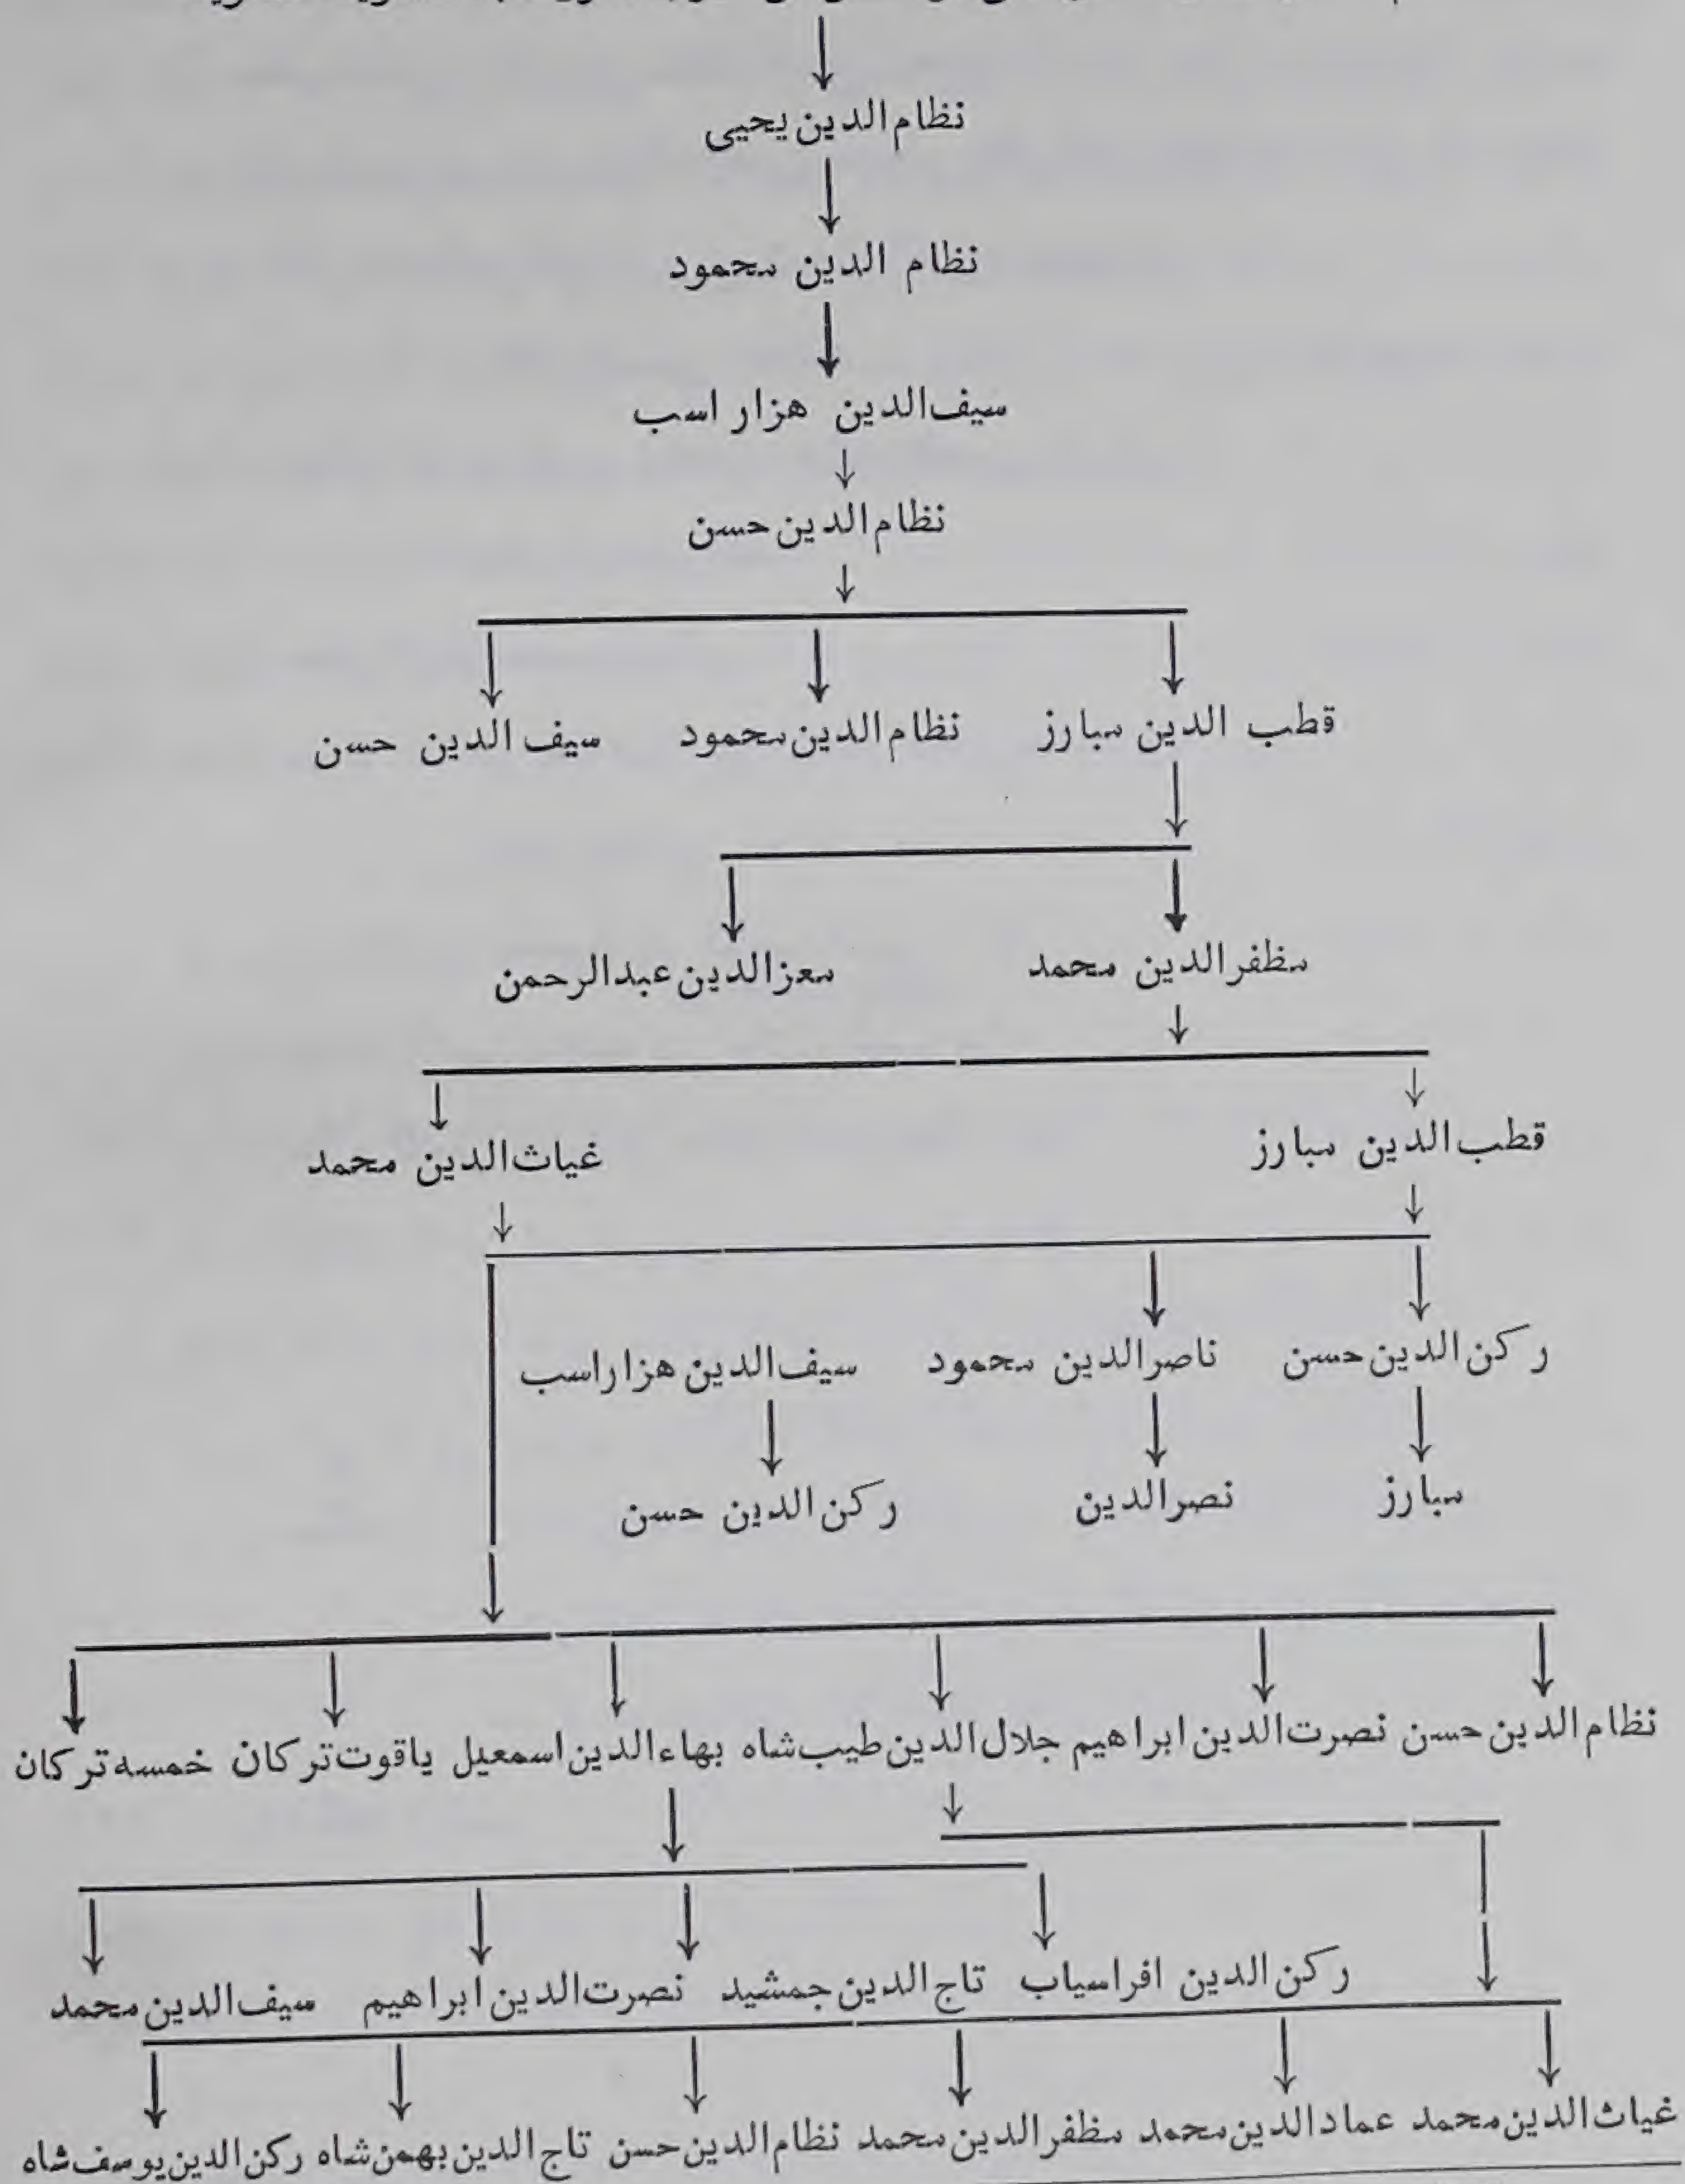 نظام‌الدین یحیی
نظام الدین محمود
سیف‌الدین هزار اسب
نظام‌الدین حسن
قطب الدین مبارز نظام‌الدین محمود سیف الدین حسن
مظفرالدین محمد معزالدین عبدالرحمن
قطب‌الدین مبارز غیاث‌الدین محمد
رکن‌الدین حسن ناصرالدین محمود سیف‌الدین هزاراسب
مبارز نصرالدین رکن‌الدین حسن
نظام‌الدین حسن نصرت‌الدین ابراهیم جلال‌الدین طیب‌شاه بهاءالدین اسمعیل یاقوت ترکان خمسه ترکان
رکن‌الدین افراسیاب تاج‌الدین جمشید نصرت‌الدین ابراهیم سیف‌الدین محمد
غیاث‌الدین محمد عمادالدین محمد مظفرالدین محمد نظام‌الدین حسن تاج‌الدین بهمن‌شاه رکن‌الدین یوسف‌شاه